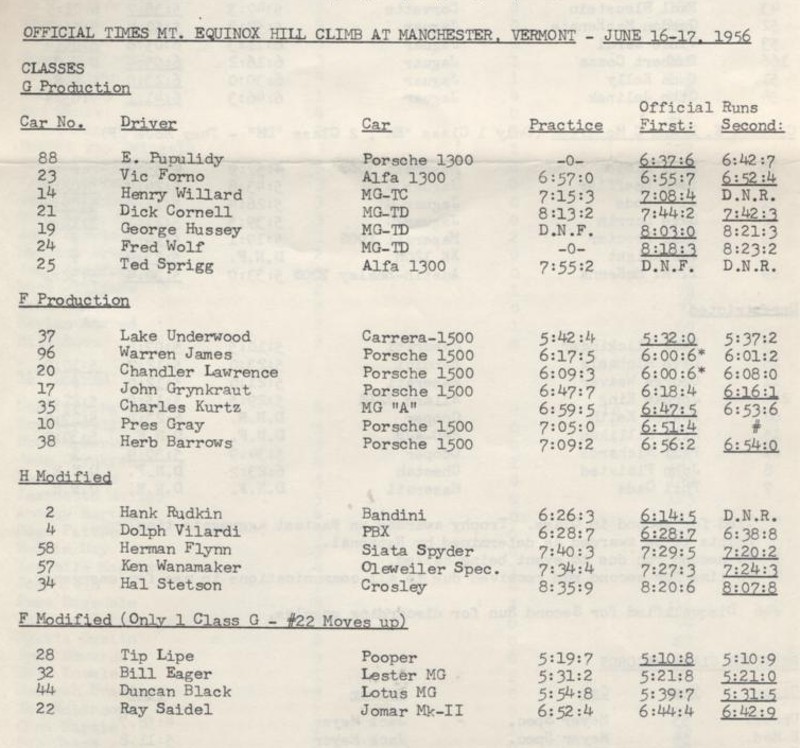 OFFICIAL TIMES MT. EQUINOX HILL CLIMB AT MANCHESTER, VERMONT - JUNE 16-17, 1956
CLASSES
G Production
Official Runs
Car No. Driver Car Practice First: Second:
88 E. Pupulidy Porsche 1300 -0- 6:37:6 6:42:7
23 Vic Forno Alfa 1300 6:57:0 6:55:7 6:52:4
14 Henry Willard MG-TC 7:15:3 7:08:4 D.N.R.
21 Dick Cornell MG-TD 8:13:2 7:44:2 7:42:3
19 George Hussey MG-TD D.N.F. 8:03:0 8:21:3
24 Fred Wolf MG-TD -0- 8:18:3 8:23:2
25 Ted Sprigg Alfa 1300 7:55:2 D.N.F. D.N.R.
F Production
37 Lake Underwood Carrera-1500 5:42:4 5:32:0 5:37:2
96 Warren James Porsche 1500 6:17:5 6:00:6* 6:01:2
20 Chandler Lawrence Porsche 1500 6:09:3 6:00:6* 6:08:0
17 John Grynkraut Porsche 1500 6:47:7 6:18:4 6:16:1
35 Charles Kurtz MG "A" 6:59:5 6:47:5 6:53:6
10 Pres Gray Porsche 1500 7:05:0 6:51:4 #
38 Herb Barrows Porsche 1500 7:09:2 6:56:2 6:54:0
H Modified
2 Hank Rudkin Bandini 6:26:3 6:14:5 D.N.R.
4 Dolph Vilardi PBX 6:28:7 6:28:7 6:38:8
58 Herman Flynn Siata Spyder 7:40:3 7:29:5 7:20:2
57 Ken Wanamaker Oleweiler Spec. 7:34:4 7:27:3 7:24:3
34 Hal Stetson Crosley 8:35:9 8:20:6 8:07:8
F Modified (Only 1 Class G - #22 Moves up)
28 Tip Lipe Pooper 5:19:7 5:10:8 5:10:9
32 Bill Eager Lester MG 5:31:2 5:21:8 5:21:0
44 Duncan Black Lotus MG 5:54:8 5:39:7 5:31:5
22 Ray Saidel Jomar Mk-II 6:52:4 6:44:4 6:42:9